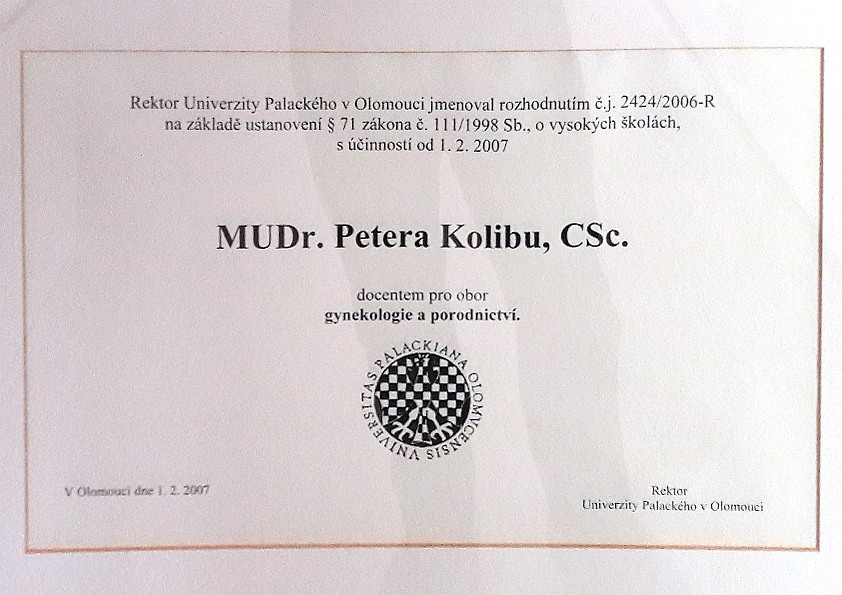 Rektor Univerzity Palackého v Olomouci jmenoval rozhodnutím č.j. 2424/2006-R
na základě ustanovení § 71 zákona č. 111/1998 Sb., o vysokých školách,
s účinností od 1. 2. 2007
MUDr. Petera Kolibu, CSc.
docentem pro obor
gynekologie a porodnictví.
UNIVERSITAS PALACKIANA OLOMVCENSIS
V Olomouci dne 1. 2. 2007
Rektor
Univerzity Palackého v Olomouci